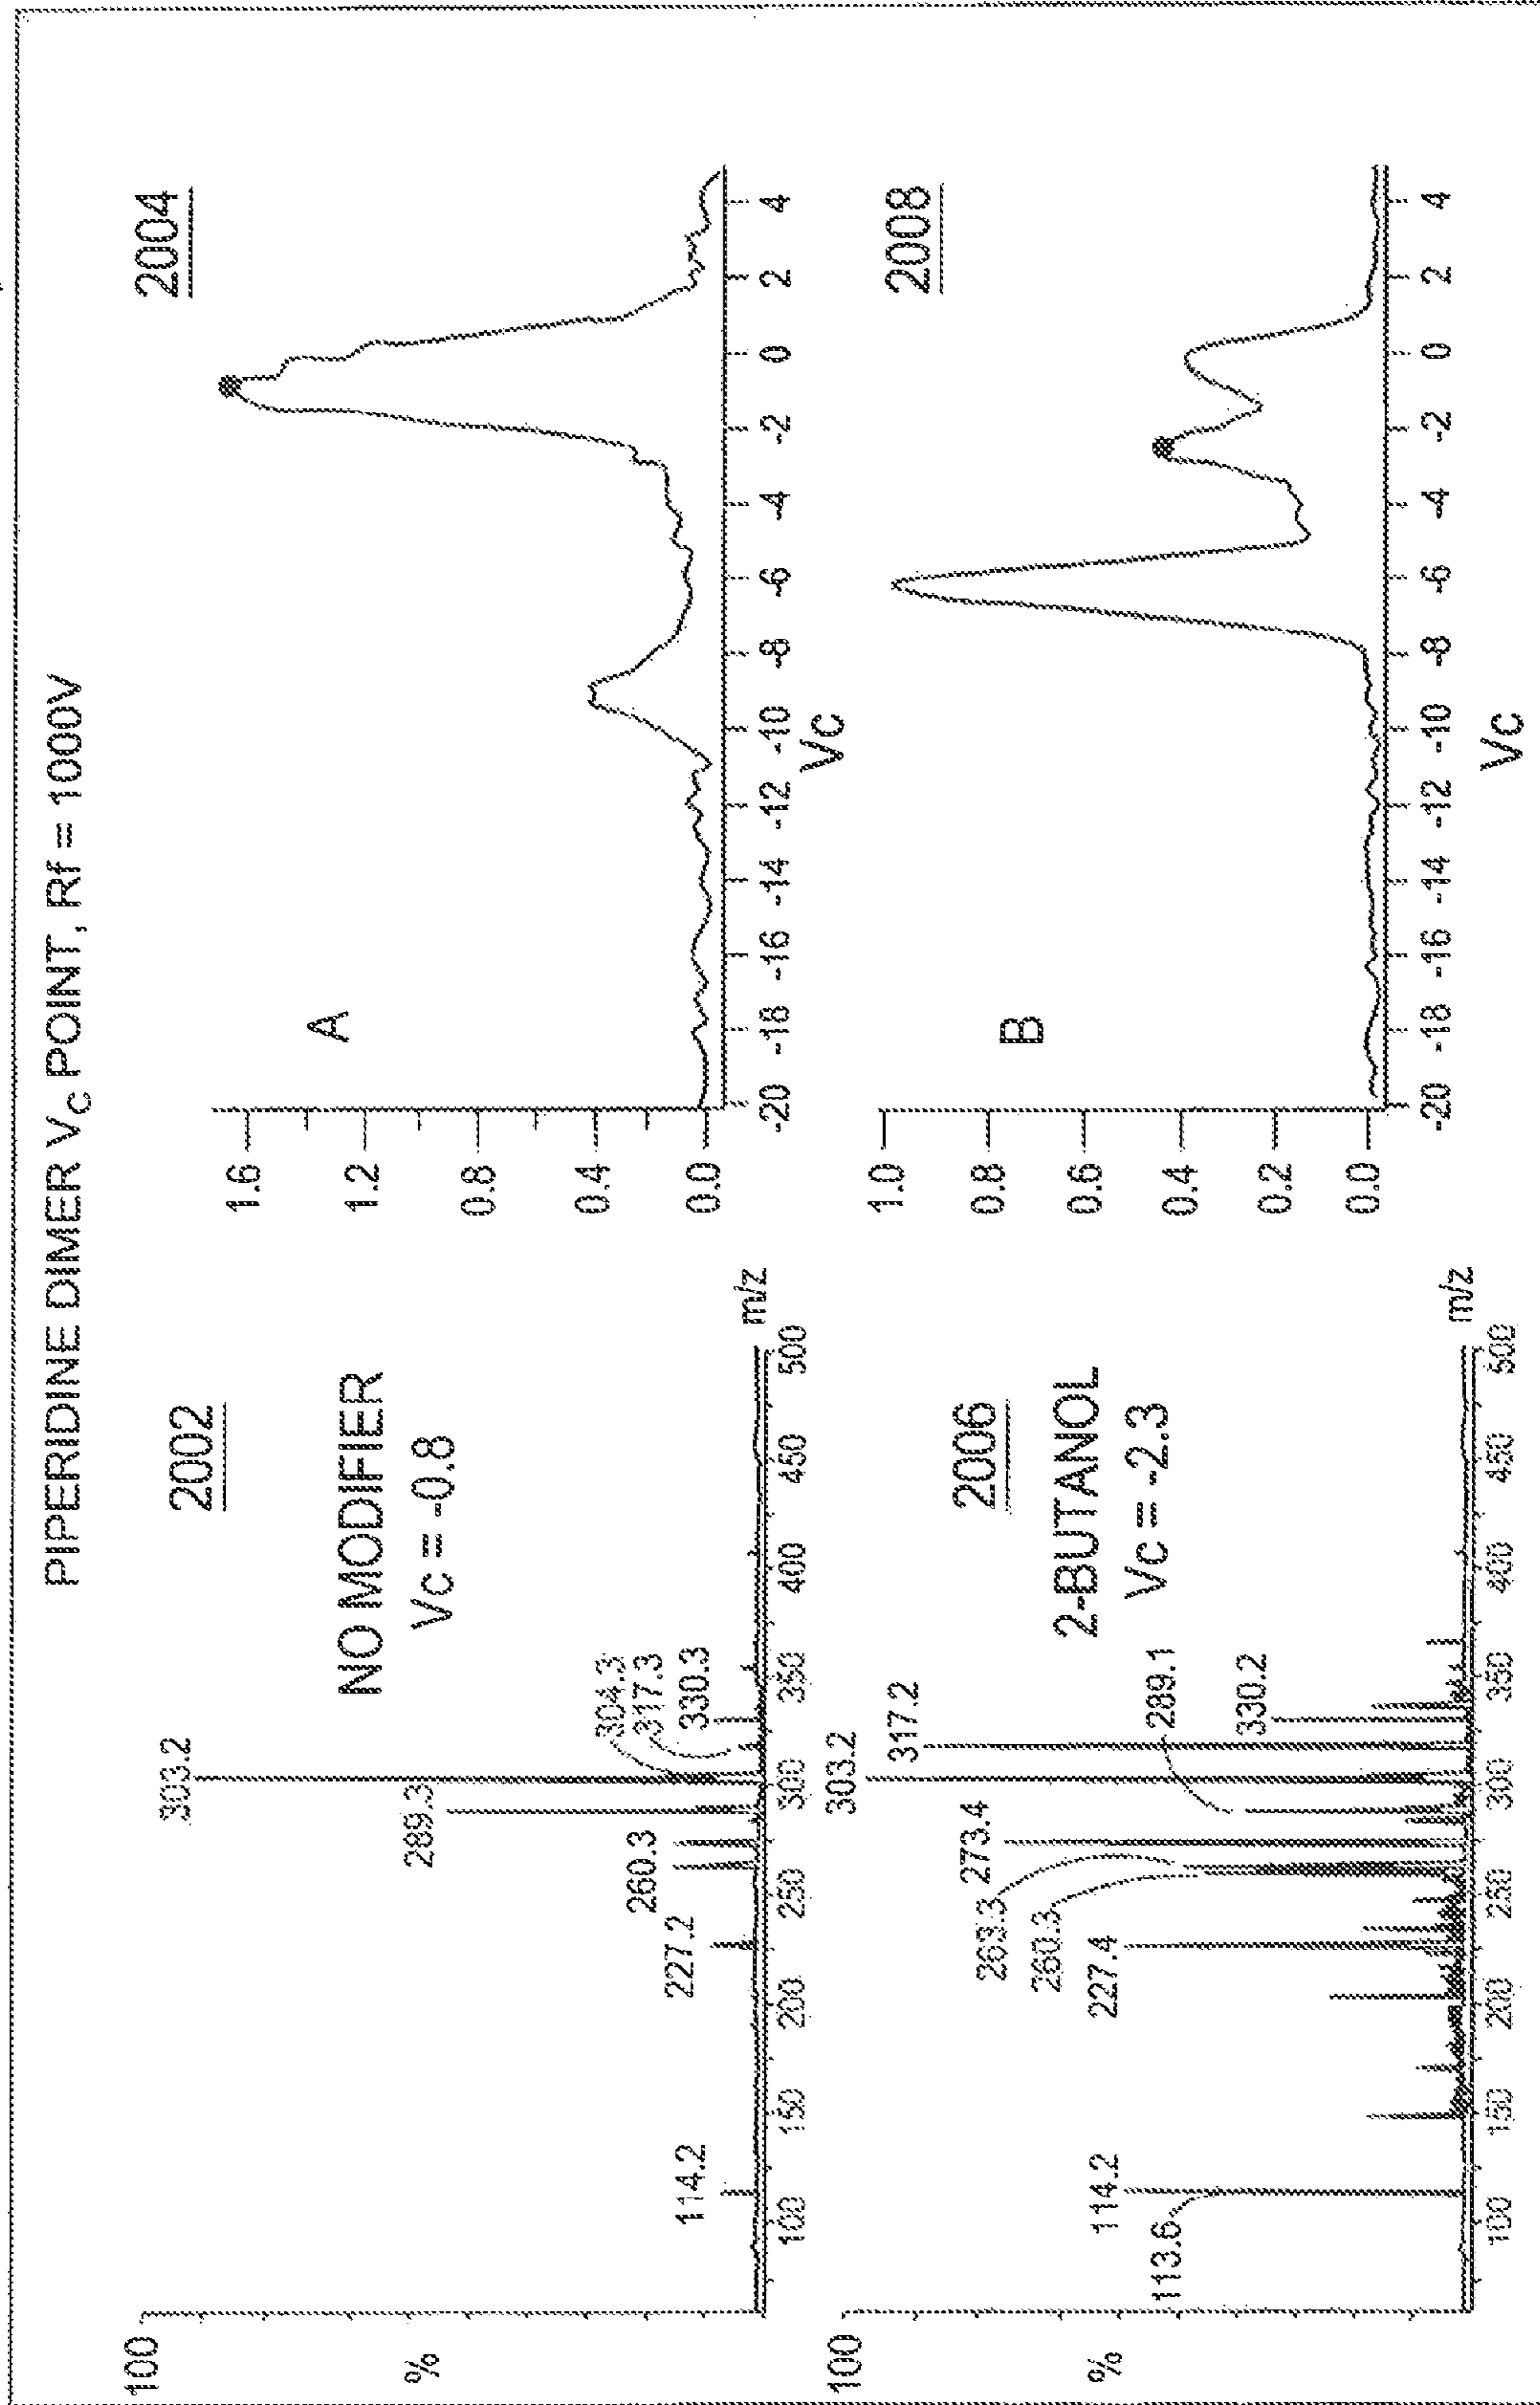 PIPERIDINE DIMER VC POINT, Rf = 1000V
2002
NO MODIFIER
Vc = -0.8
100
%
303.2
289.3
304.3
317.3
330.3
260.3
227.2
114.2
100 150 200 250 300 350 400 450 500
m/z
2004
A
1.6
1.2
0.8
0.4
0.0
-20 -18 -16 -14 -12 -10 -8 -6 -4 -2 0 2 4
Vc
2006
2-BUTANOL
Vc = -2.3
100
%
303.2
317.2
273.4
289.1
263.3
260.3
330.2
227.4
114.2
113.6
100 150 200 250 300 350 400 450 500
m/z
2008
B
1.0
0.8
0.6
0.4
0.2
0.0
-20 -18 -16 -14 -12 -10 -8 -6 -4 -2 0 2 4
Vc